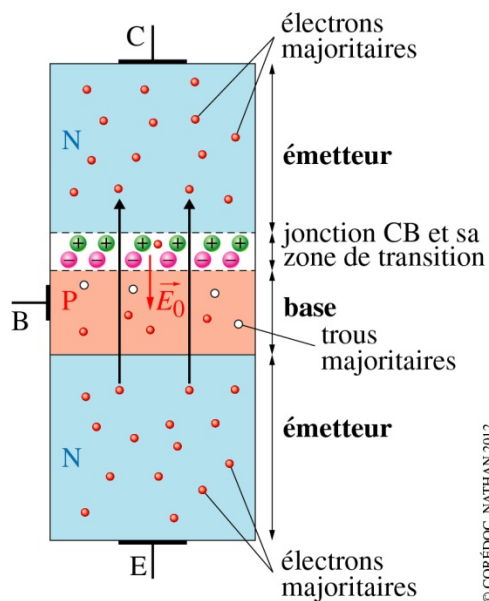 C
électrons
majoritaires
N
émetteur
+ + + + + +
jonction CB et sa
zone de transition
− − − − − −
P
E0
B
base
trous
majoritaires
émetteur
N
E
électrons
majoritaires
© CORÉDOC, NATHAN 2012